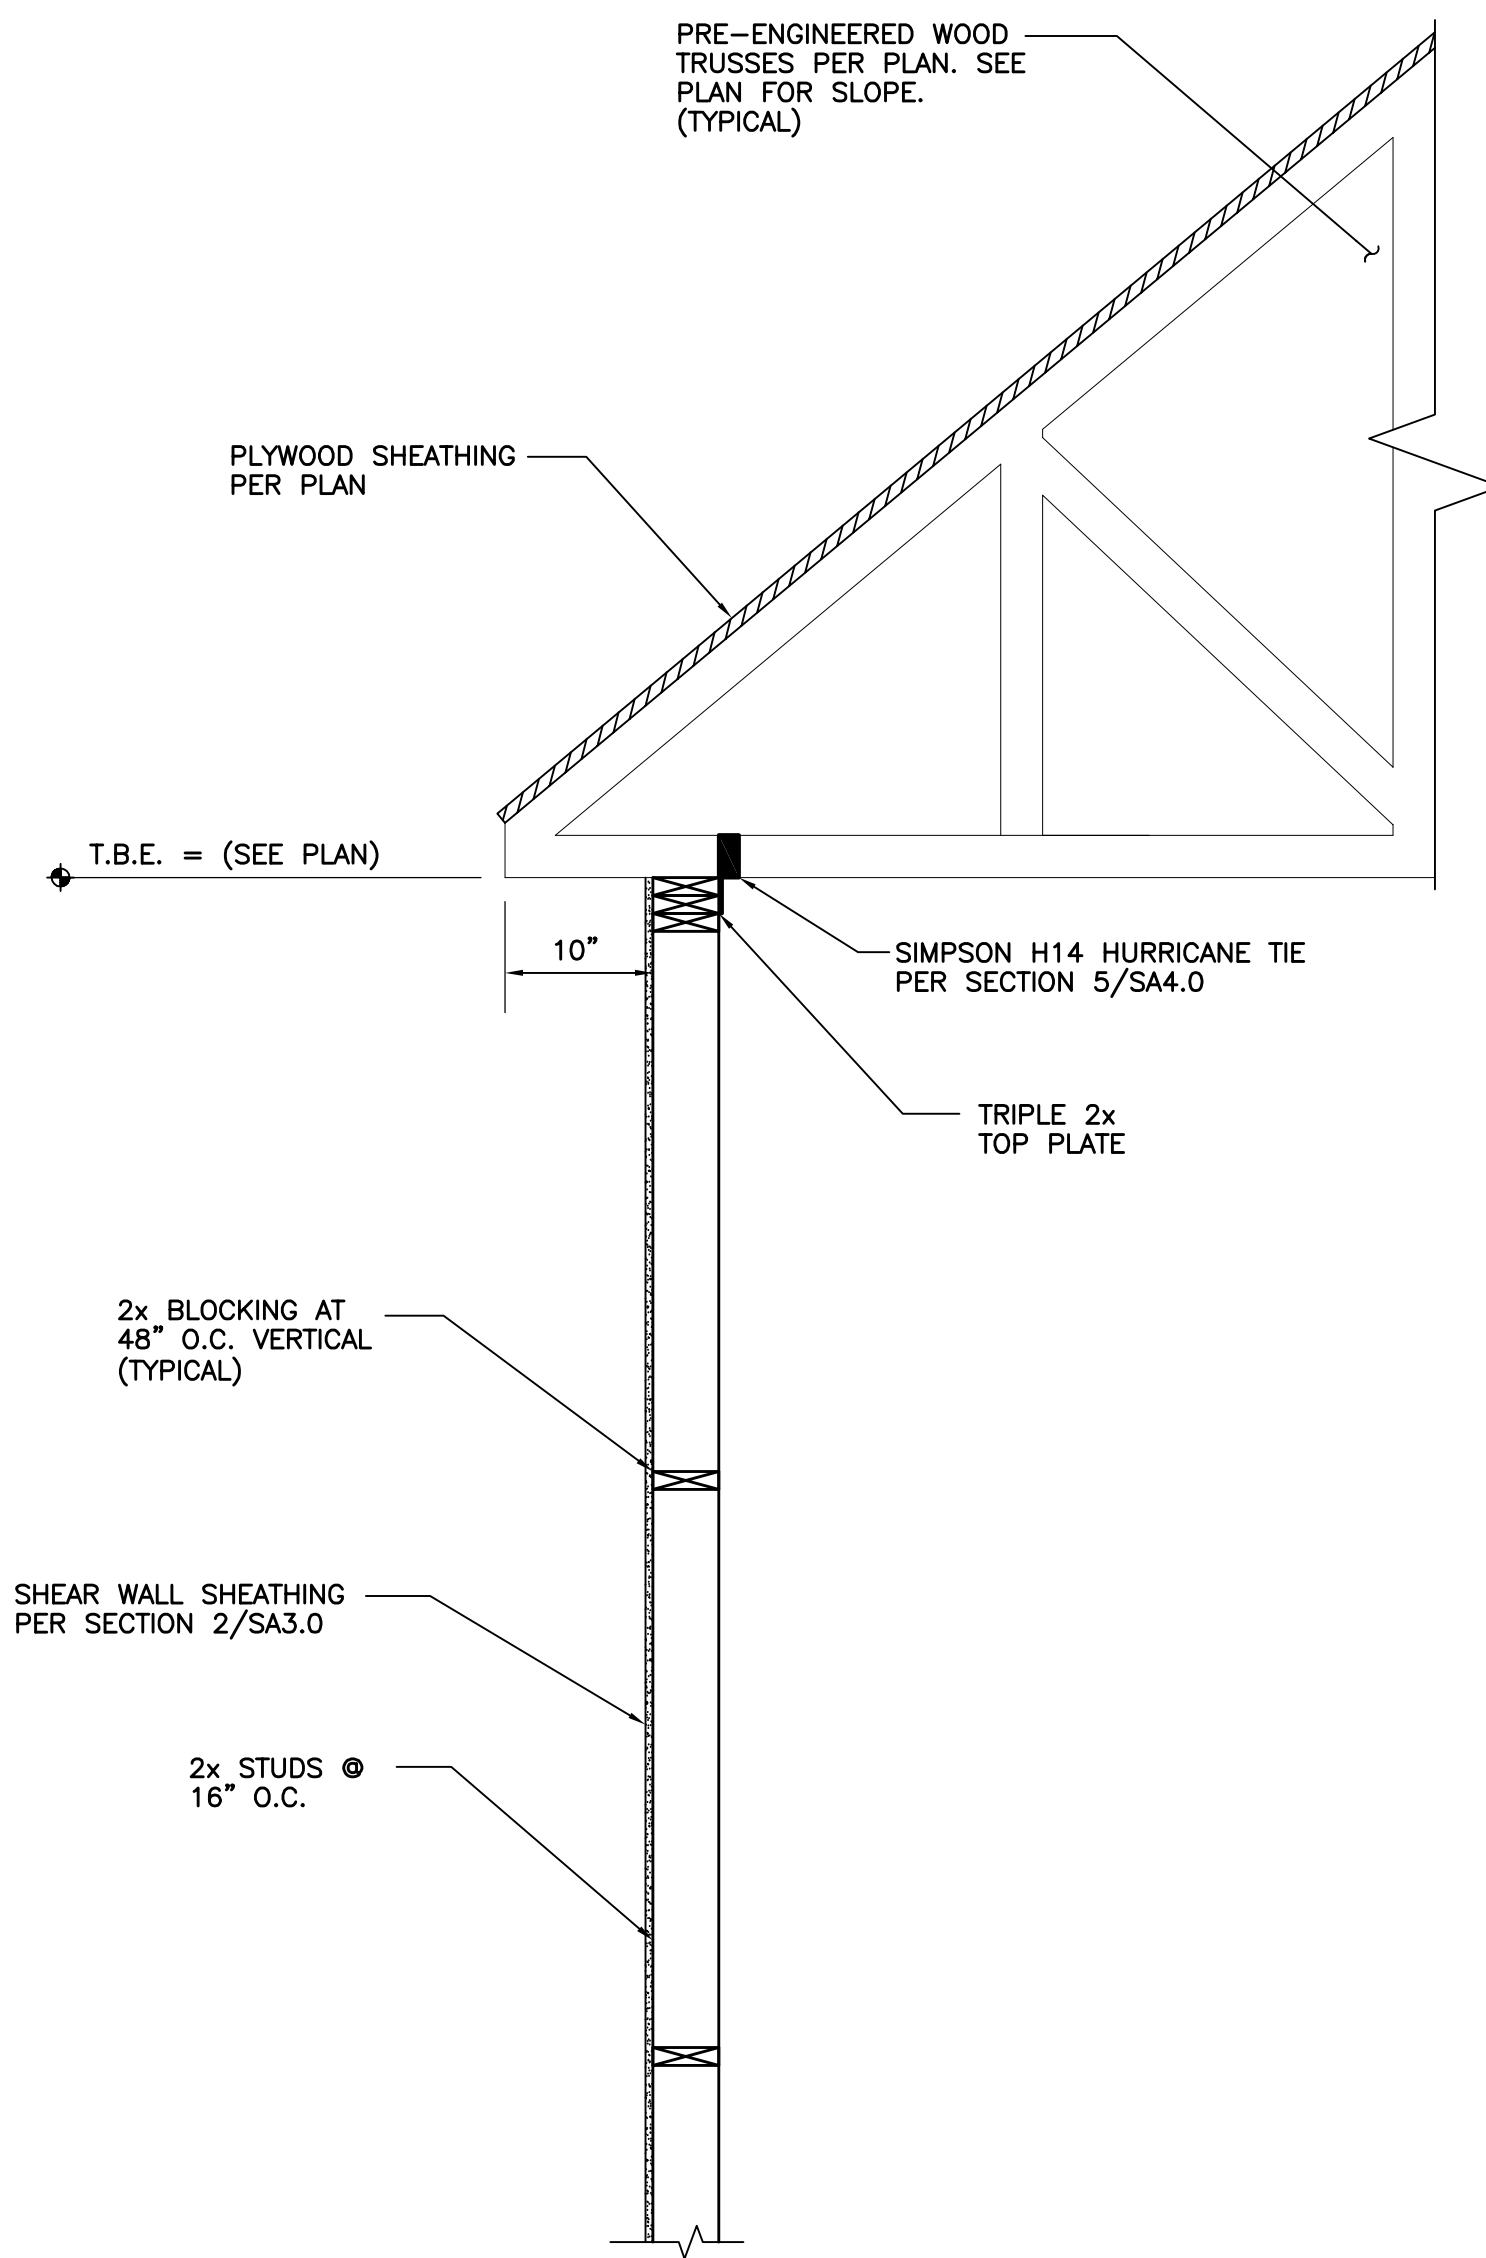 PRE-ENGINEERED WOOD
TRUSSES PER PLAN. SEE
PLAN FOR SLOPE.
(TYPICAL)
PLYWOOD SHEATHING
PER PLAN
T.B.E. = (SEE PLAN)
10"
SIMPSON H14 HURRICANE TIE
PER SECTION 5/SA4.0
TRIPLE 2x
TOP PLATE
2x BLOCKING AT
48" O.C. VERTICAL
(TYPICAL)
SHEAR WALL SHEATHING
PER SECTION 2/SA3.0
2x STUDS @
16" O.C.